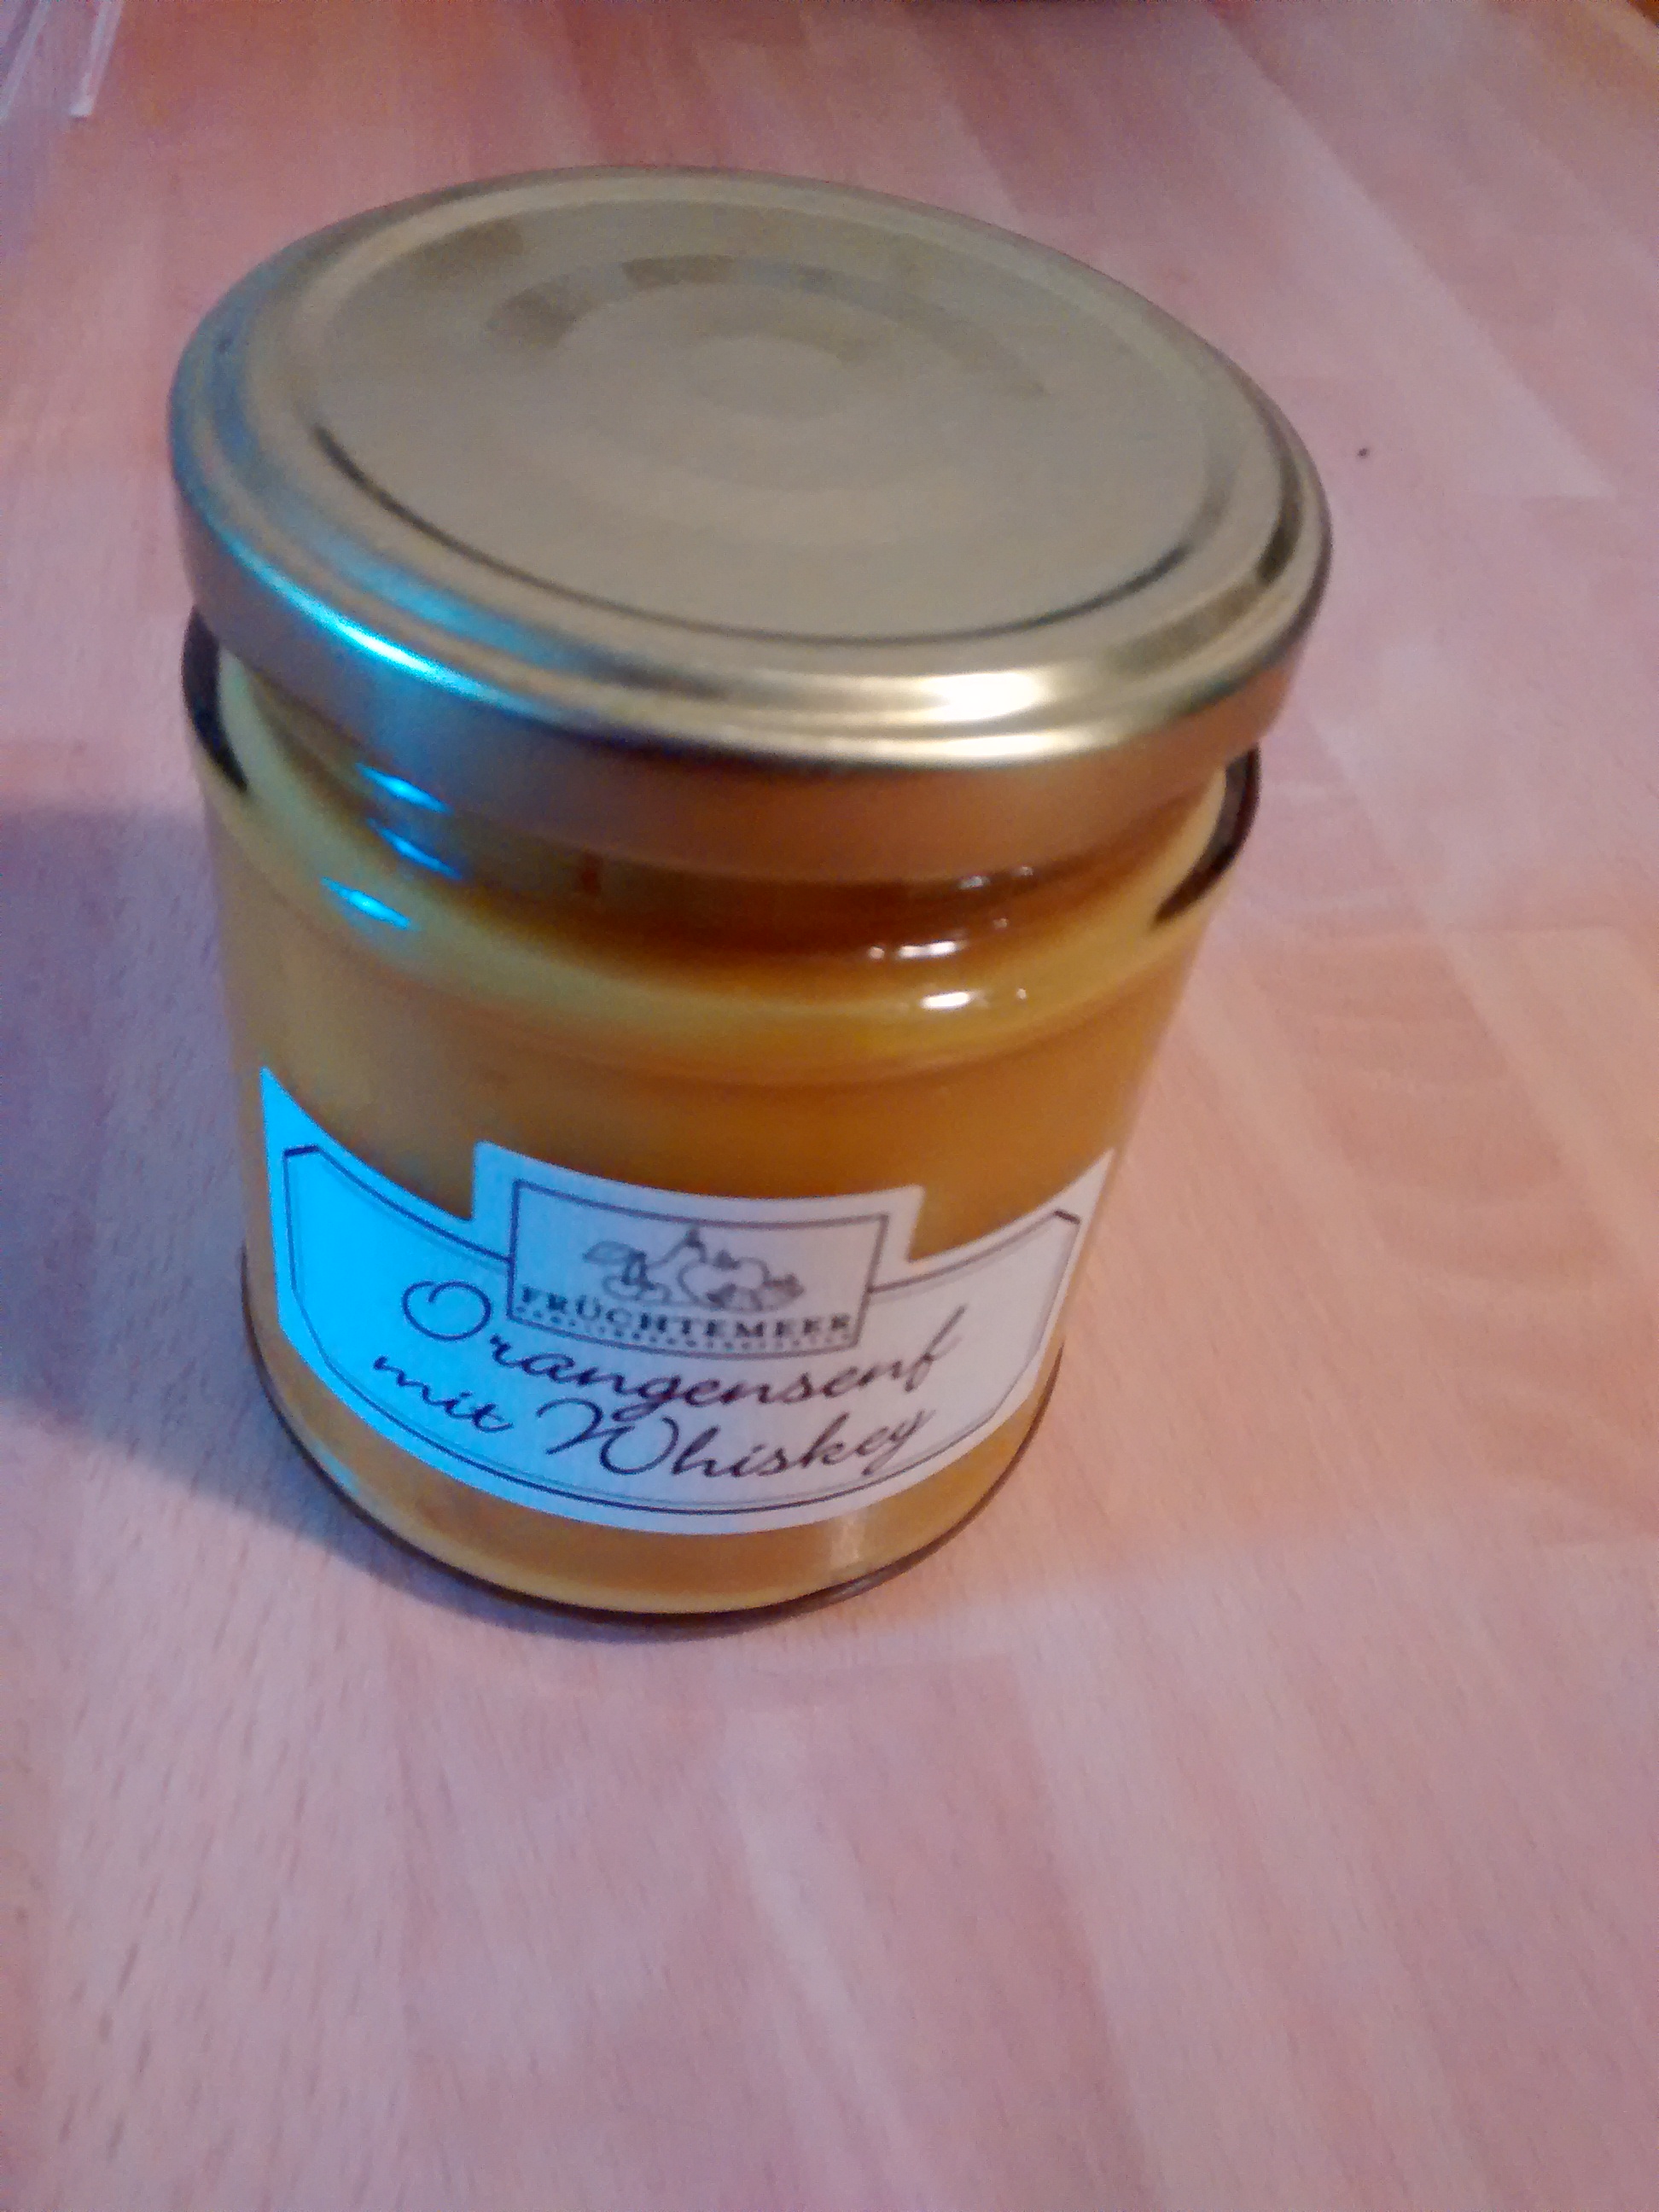 FRÜCHTEMEER
Orangensenf
mit Whiskey